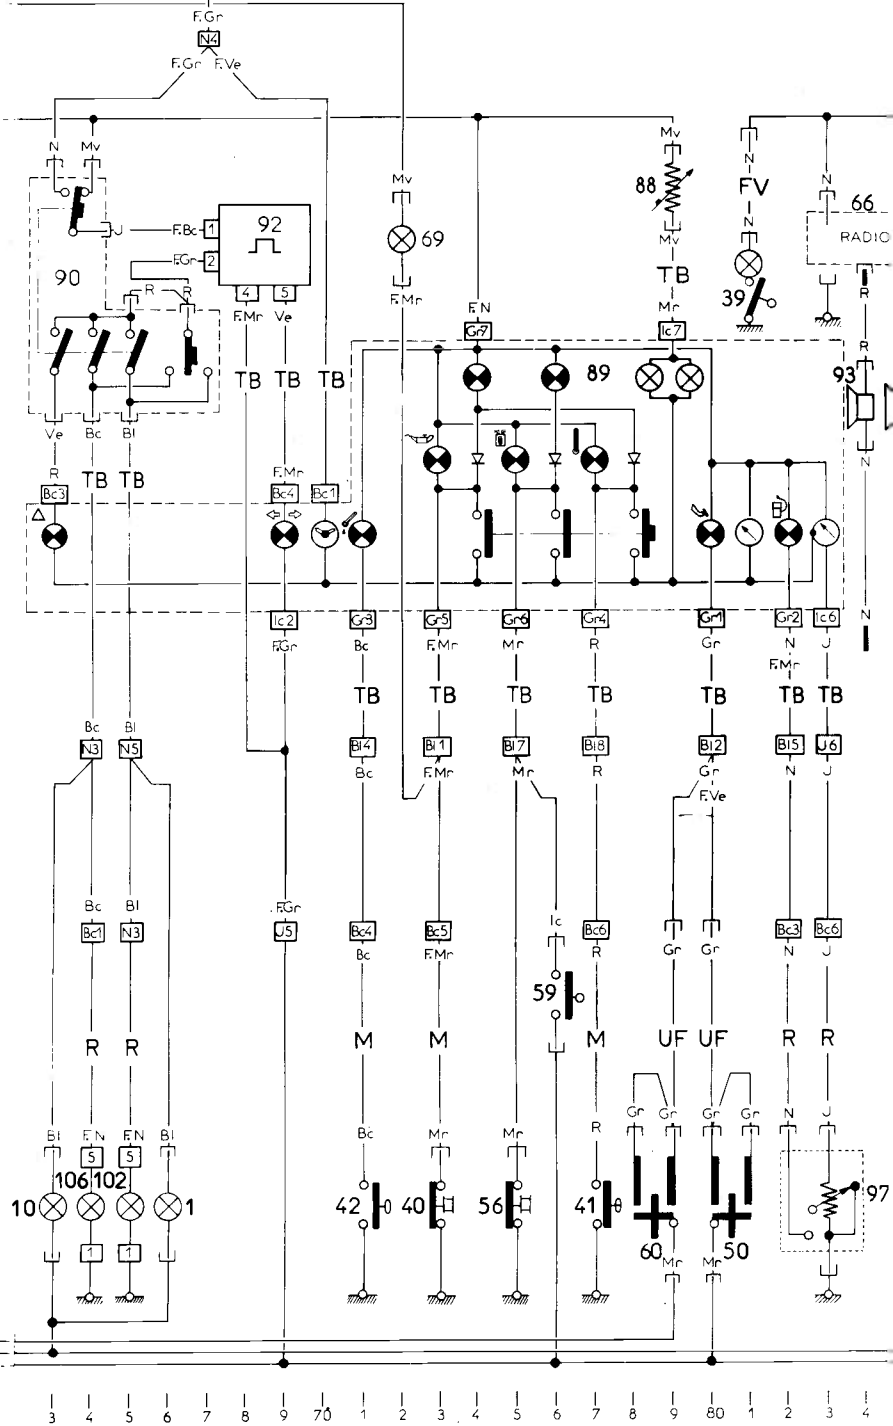 F.Gr
N4
F.Gr F.Ve
N Mv Mv Mv N N
88 FV 66
J F.Bc 1 92 Mv N RADIO
F.Gr 2 69
90 TB
R R 4 5 39 R
F.Mr Ve F.Mr F.N Mr
Gr7 Ic7
R
TB TB TB 89 93
Ve Bc Bl
R TB TB F.Mr N
Bc3 Bc4 Bc1
Ic2 Gr3 Gr5 Gr6 Gr4 Gr1 Gr2 Ic6 N
F.Gr Bc F.Mr Mr R Gr N J
F.Mr
TB TB TB TB TB TB TB
Bc Bl
N3 N5 Bl4 Bl1 Bl7 Bl8 Bl2 Bl5 U6
Bc F.Mr Mr R Gr N J
F.Ve
Bc Bl F.Gr Ic
Bc1 N3 U5 Bc4 Bc5 Bc6 Bc3 Bc6
Bc F.Mr R Gr Gr N J
59
R R M M M UF UF R R
Bl F.N F.N Bl Bc Mr Mr R Gr Gr Gr Gr N J
5 5
106 102
10 1 42 40 56 41 97
1 1 60 50
Mr Mr
3 4 5 6 7 8 9 70 1 2 3 4 5 6 7 8 9 80 1 2 3 4